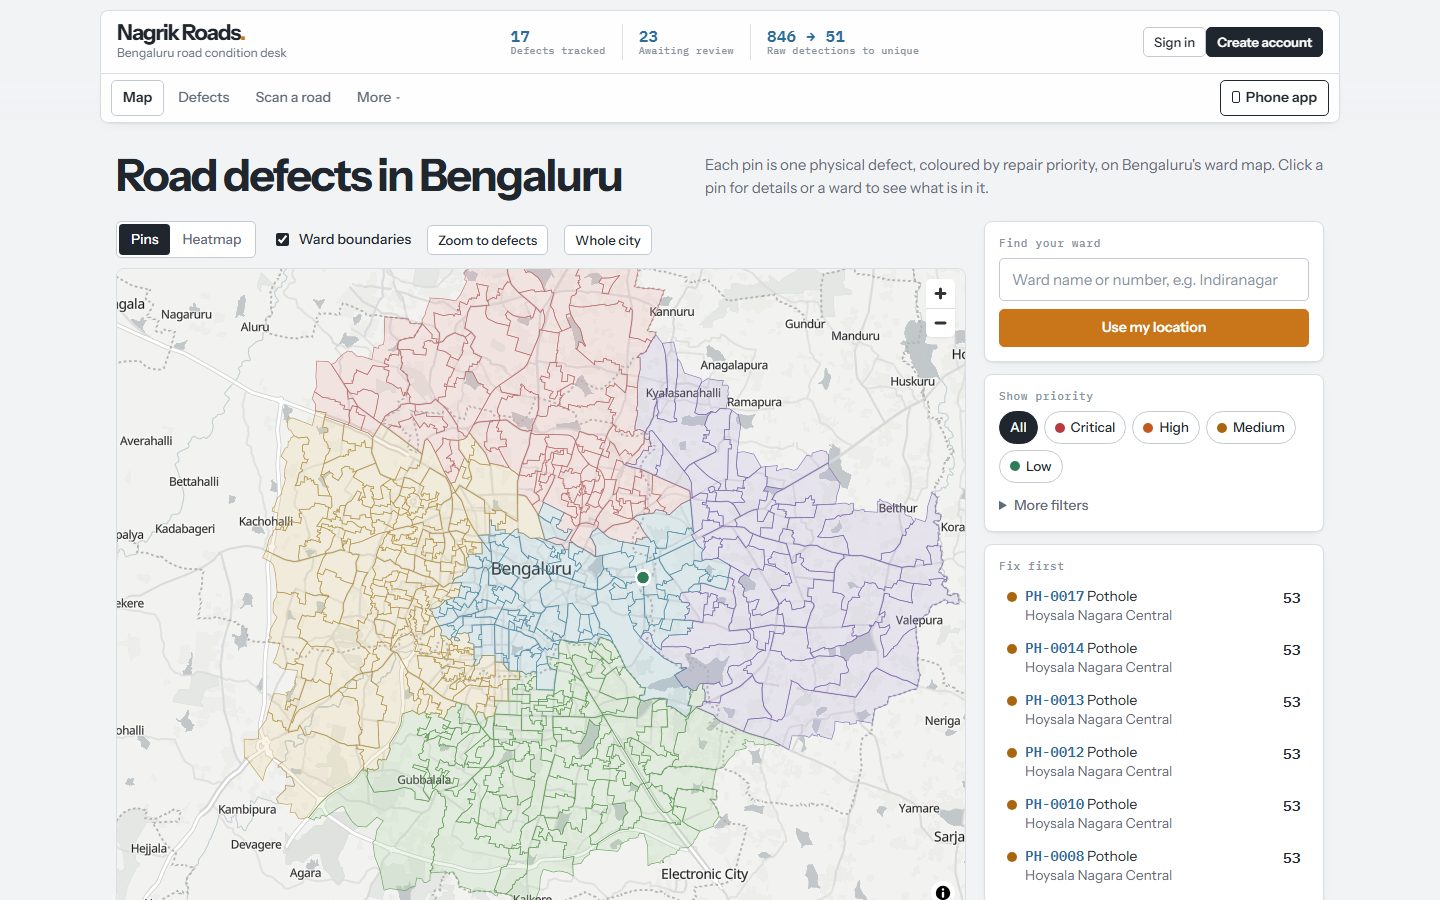 Nagrik Roads.
Bengaluru road condition desk
17
Defects tracked
23
Awaiting review
846 → 51
Raw detections to unique
Sign in
Create account
Map
Defects
Scan a road
More
Phone app
Road defects in Bengaluru
Each pin is one physical defect, coloured by repair priority, on Bengaluru's ward map. Click a
pin for details or a ward to see what is in it.
Pins
Heatmap
Ward boundaries
Zoom to defects
Whole city
ngala
Nagaruru
Aluru
Kannuru
Gundur
Manduru
Ho
Anagalapura
Huskuru
Kyalasanahalli
Ramapura
Averahalli
Bettahalli
Kachohalli
Kadabageri
palya
Belthur
Kora
Bengaluru
ekere
Valepura
ohalli
Neriga
Gubbalala
Kambipura
Yamare
Sarja
Devagere
Hejjala
Agara
Electronic City
Kalkere
+
−
Find your ward
Ward name or number, e.g. Indiranagar
Use my location
Show priority
All
Critical
High
Medium
Low
More filters
Fix first
PH-0017 Pothole
53
Hoysala Nagara Central
PH-0014 Pothole
53
Hoysala Nagara Central
PH-0013 Pothole
53
Hoysala Nagara Central
PH-0012 Pothole
53
Hoysala Nagara Central
PH-0010 Pothole
53
Hoysala Nagara Central
PH-0008 Pothole
53
Hoysala Nagara Central